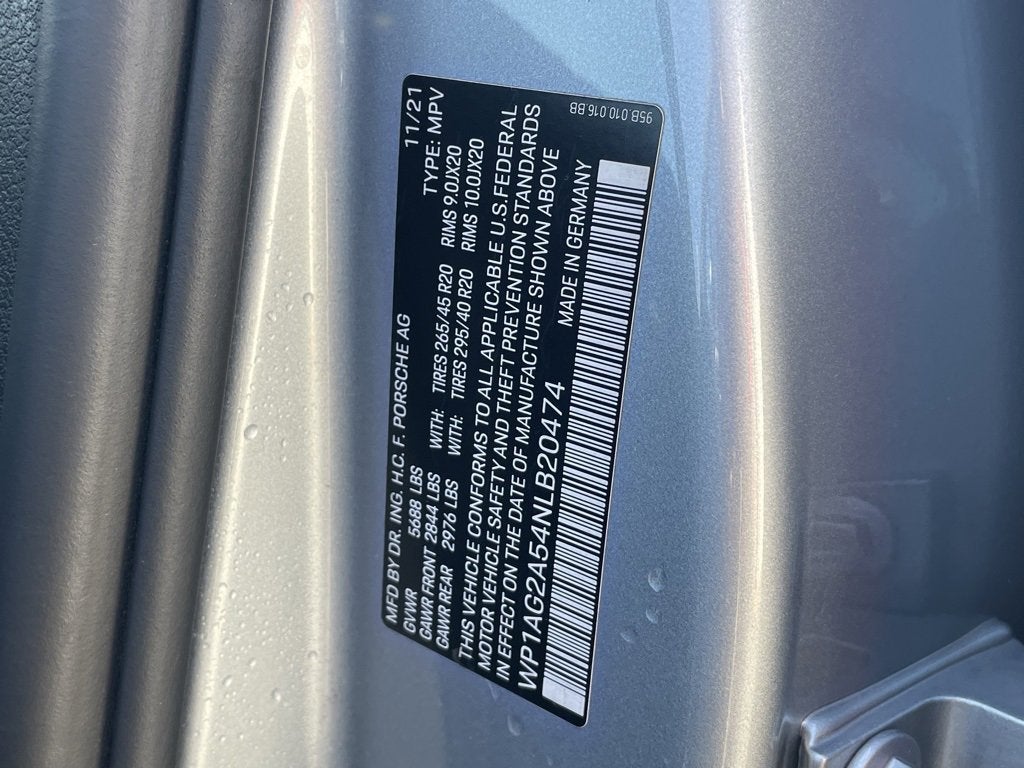 MFD BY DR. ING. H.C. F. PORSCHE AG 11/21
GVWR 5688 LBS TYPE: MPV
GAWR FRONT 2844 LBS WITH: TIRES 265/45 R20 RIMS 9.0JX20
GAWR REAR 2976 LBS WITH: TIRES 295/40 R20 RIMS 10.0JX20
THIS VEHICLE CONFORMS TO ALL APPLICABLE U.S. FEDERAL
MOTOR VEHICLE SAFETY AND THEFT PREVENTION STANDARDS
IN EFFECT ON THE DATE OF MANUFACTURE SHOWN ABOVE
WP1AG2A54NLB20474 MADE IN GERMANY
95B.010.016.BB